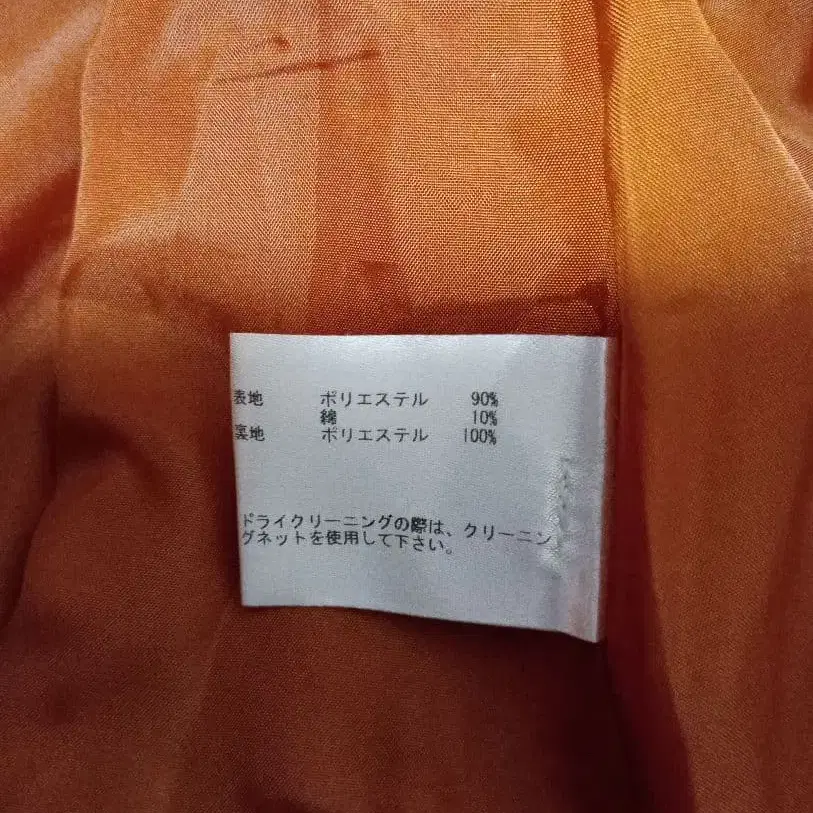 表地 ポリエステル 90%
綿 10%
裏地 ポリエステル 100%
ドライクリーニングの際は、クリーニン
グネットを使用して下さい。